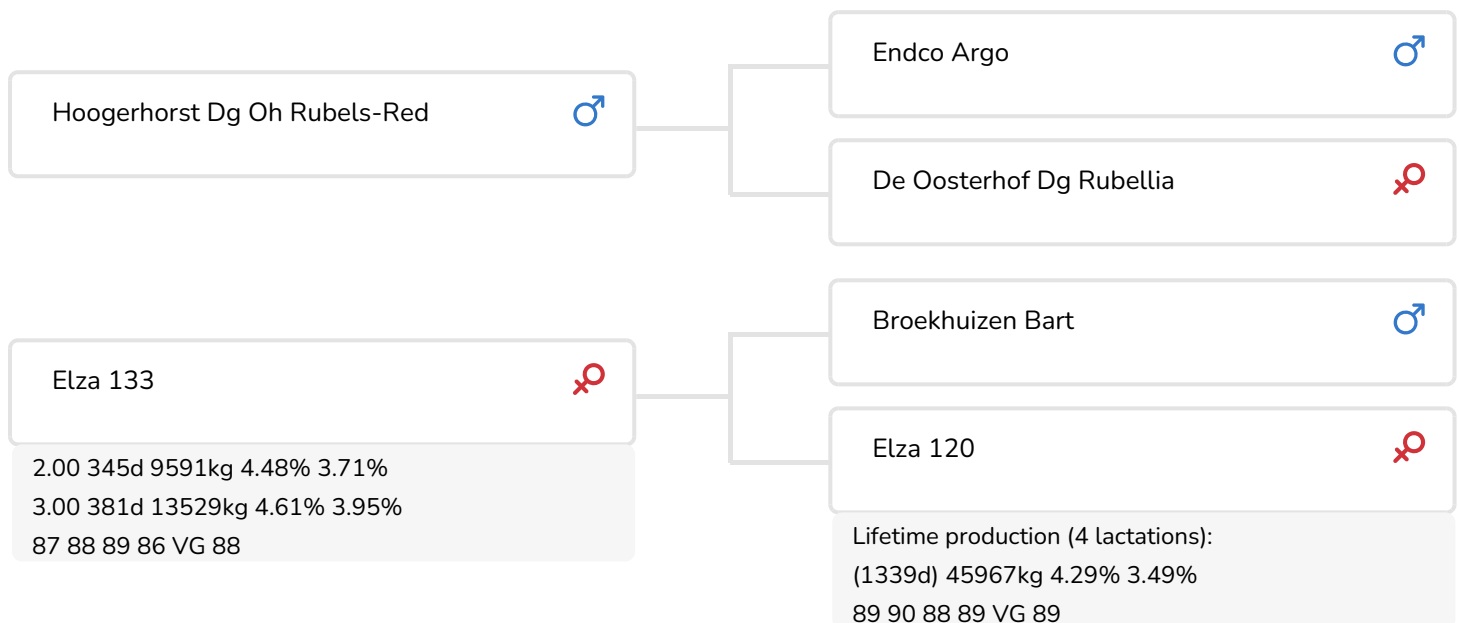 Endco Argo
Hoogerhorst Dg Oh Rubels-Red
De Oosterhof Dg Rubellia
Broekhuizen Bart
Elza 133
2.00 345d 9591kg 4.48% 3.71%
3.00 381d 13529kg 4.61% 3.95%
87 88 89 86 VG 88
Elza 120
Lifetime production (4 lactations):
(1339d) 45967kg 4.29% 3.49%
89 90 88 89 VG 89